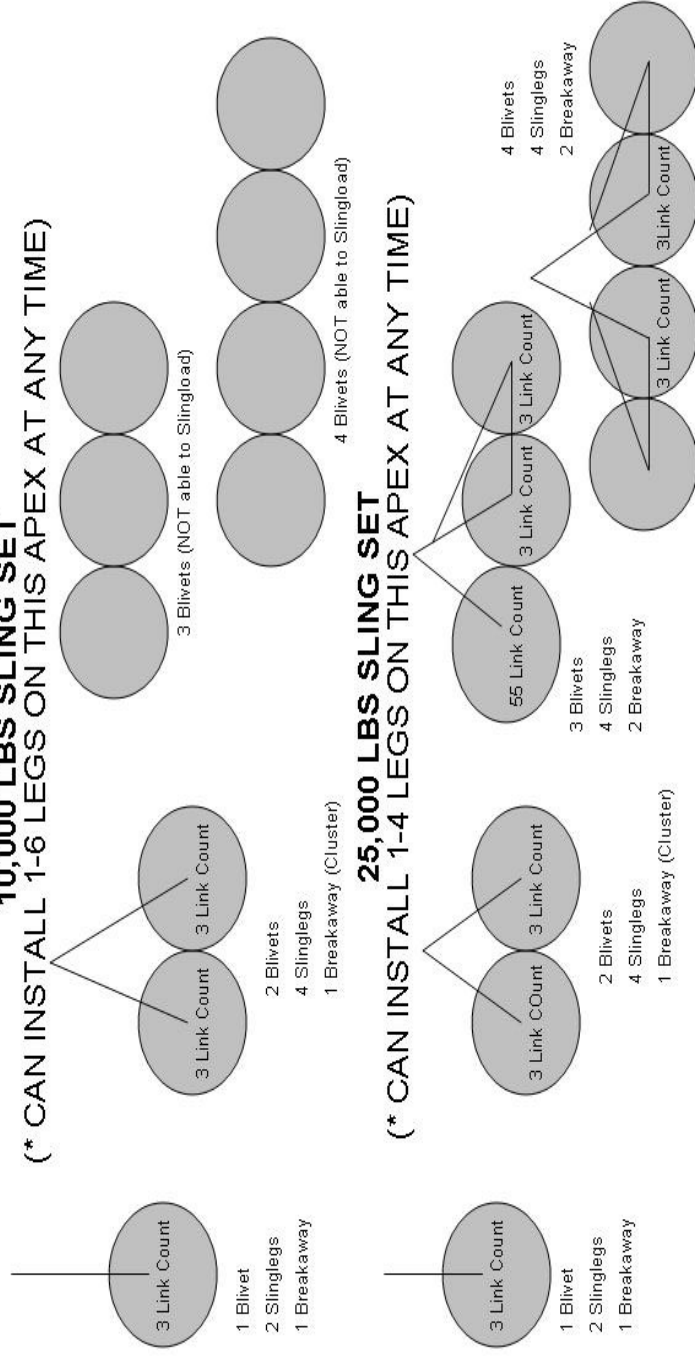 10,000 LBS SLING SET
(* CAN INSTALL 1-6 LEGS ON THIS APEX AT ANY TIME)
3 Link Count
1 Blivet
2 Slinglegs
1 Breakaway
3 Link Count
3 Link Count
2 Blivets
4 Slinglegs
1 Breakaway (Cluster)
3 Blivets (NOT able to Slingload)
4 Blivets (NOT able to Slingload)
25,000 LBS SLING SET
(* CAN INSTALL 1-4 LEGS ON THIS APEX AT ANY TIME)
3 Link Count
1 Blivet
2 Slinglegs
1 Breakaway
3 Link COunt
3 Link Count
2 Blivets
4 Slinglegs
1 Breakaway (Cluster)
55 Link Count
3 Link Count
3 Link Count
3 Blivets
4 Slinglegs
2 Breakaway
4 Blivets
4 Slinglegs
2 Breakaway
3 Link Count
3Link Count